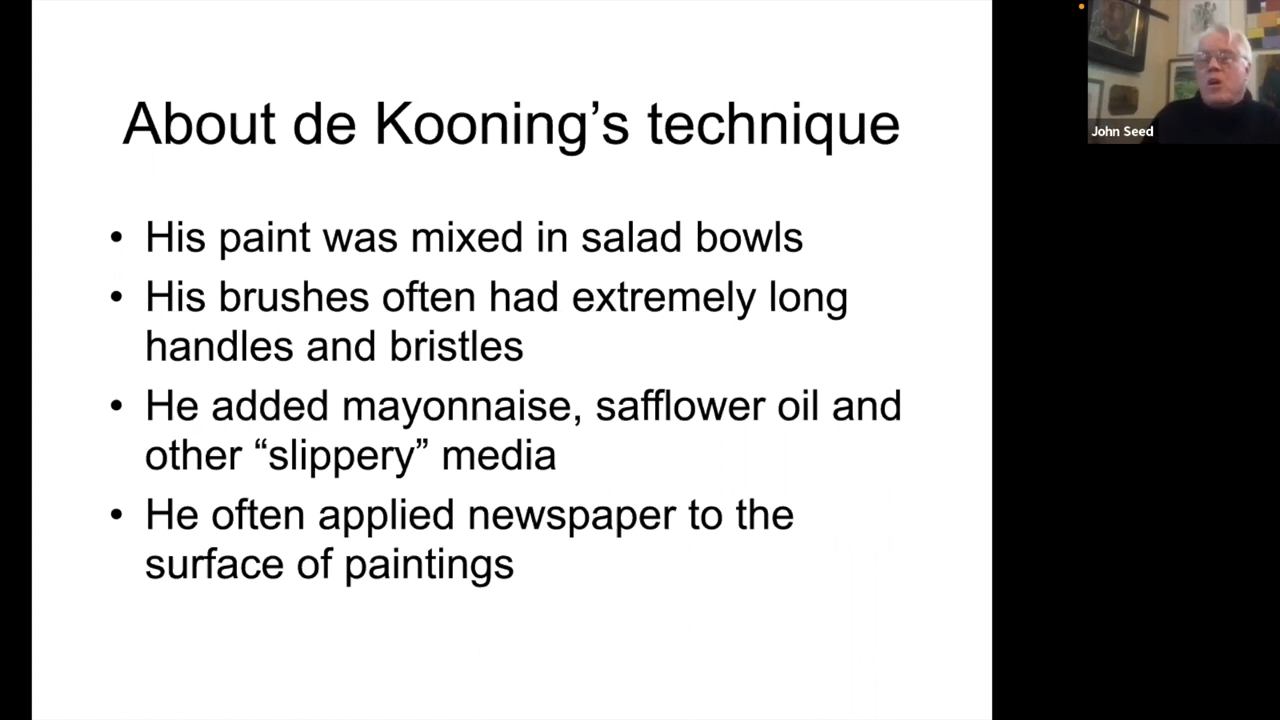 About de Kooning’s technique
• His paint was mixed in salad bowls
• His brushes often had extremely long
handles and bristles
• He added mayonnaise, safflower oil and
other “slippery” media
• He often applied newspaper to the
surface of paintings
John Seed